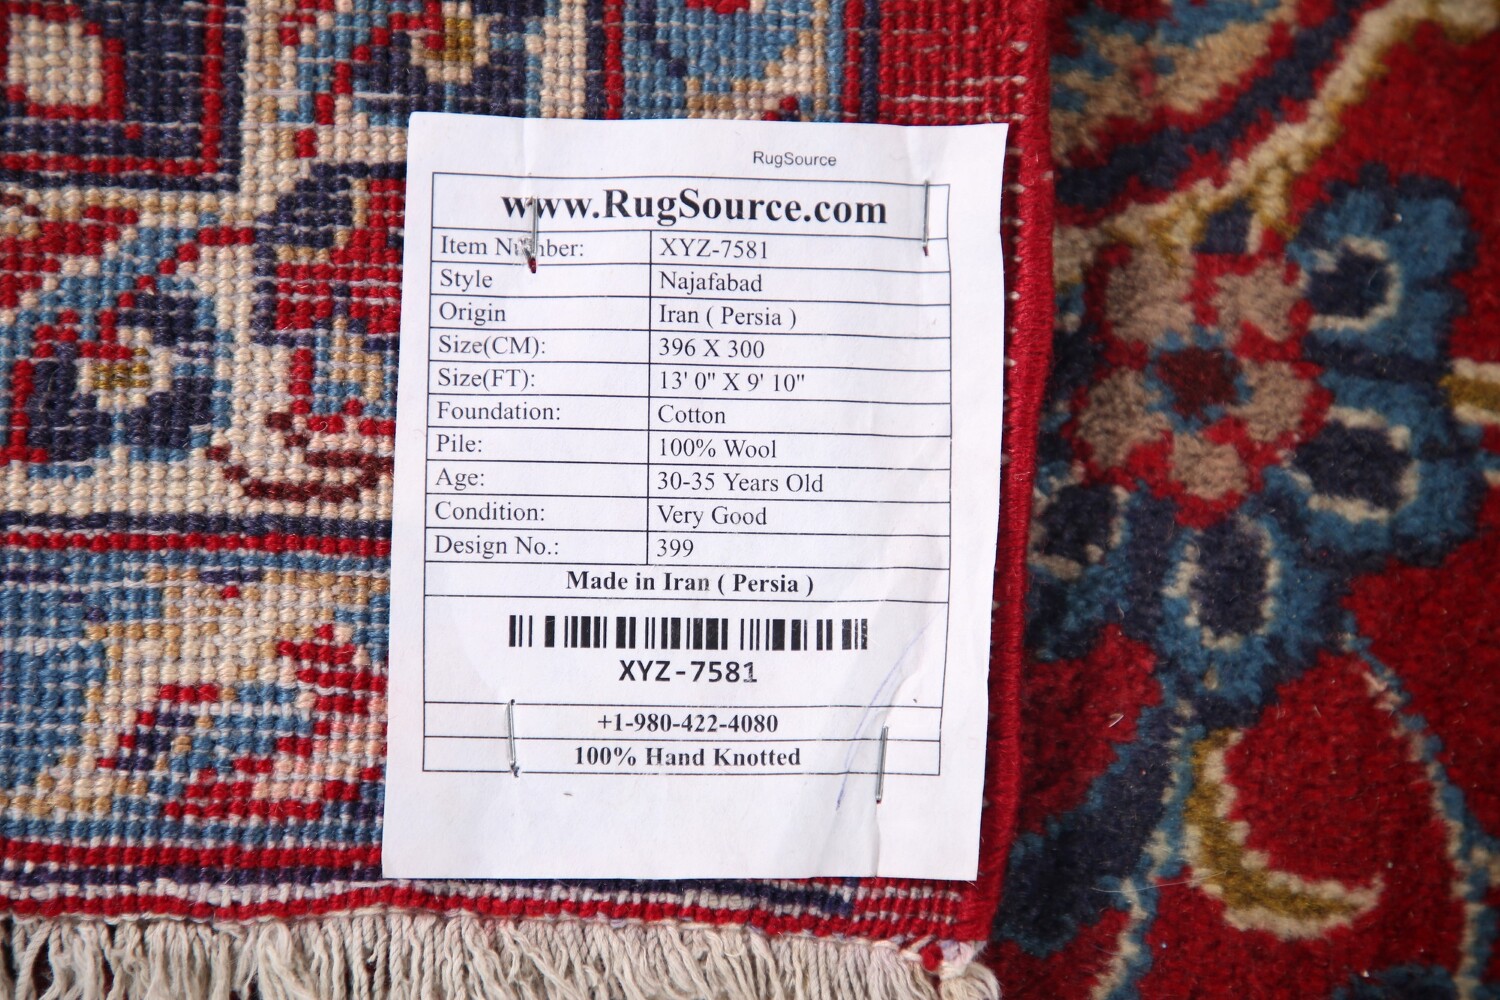 RugSource
www.RugSource.com
Item Number: XYZ-7581
Style Najafabad
Origin Iran ( Persia )
Size(CM): 396 X 300
Size(FT): 13' 0" X 9' 10"
Foundation: Cotton
Pile: 100% Wool
Age: 30-35 Years Old
Condition: Very Good
Design No.: 399
Made in Iran ( Persia )
XYZ-7581
+1-980-422-4080
100% Hand Knotted